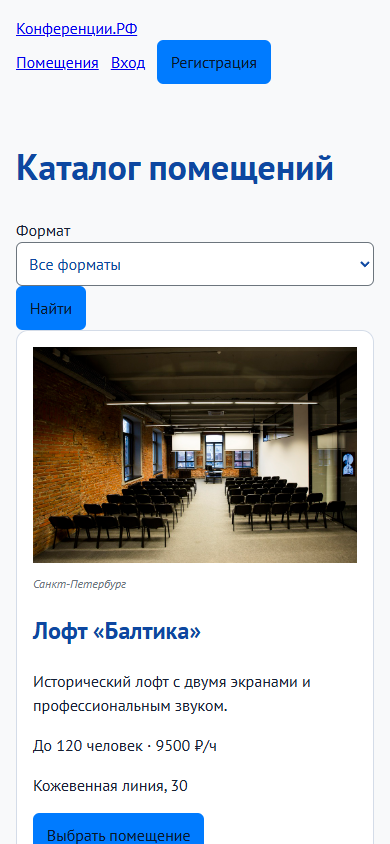 Конференции.РФ
Помещения Вход Регистрация
Каталог помещений
Формат
Все форматы
Найти
Санкт-Петербург
Лофт «Балтика»
Исторический лофт с двумя экранами и
профессиональным звуком.
До 120 человек · 9500 ₽/ч
Кожевенная линия, 30
Выбрать помещение